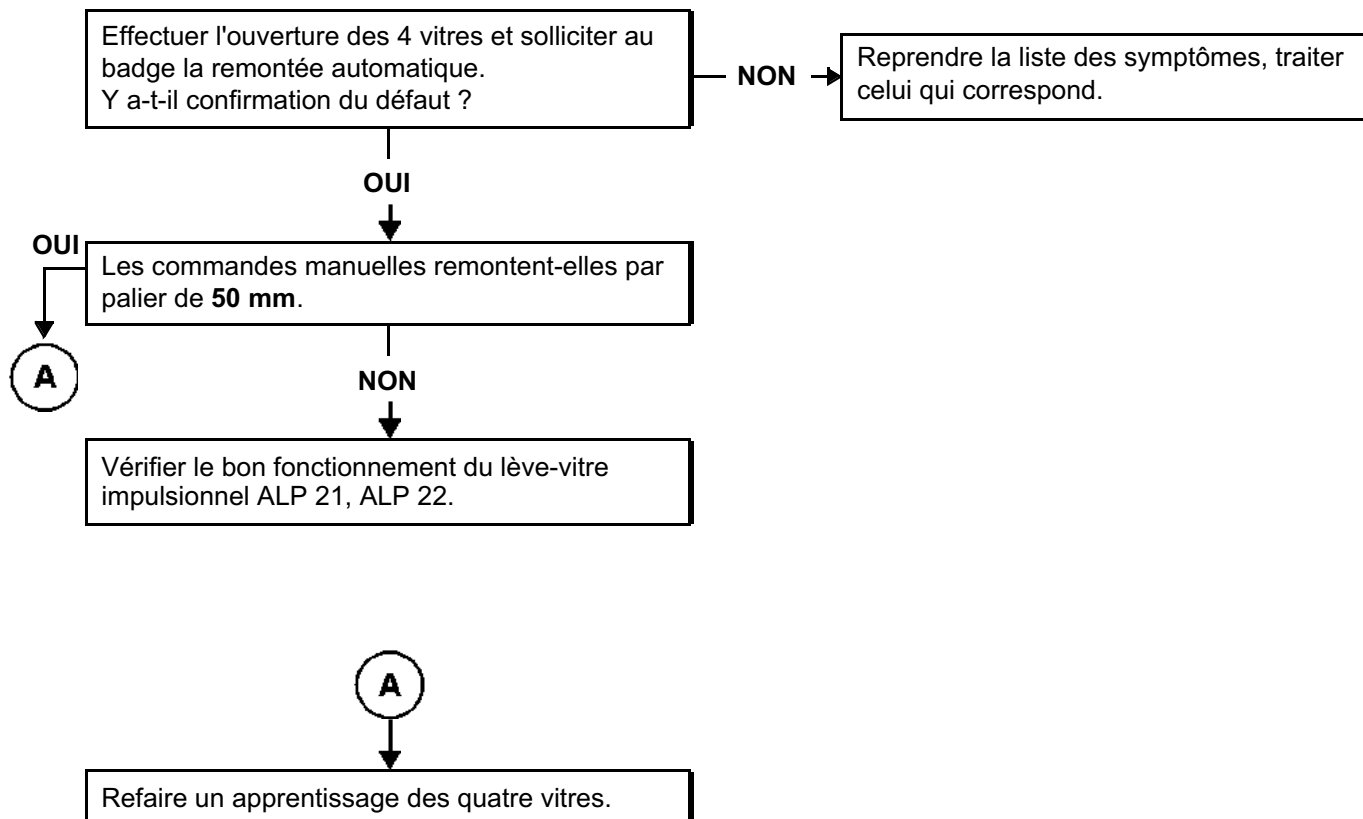 Effectuer l'ouverture des 4 vitres et solliciter au
badge la remontée automatique.
Y a-t-il confirmation du défaut ?
NON
Reprendre la liste des symptômes, traiter
celui qui correspond.
OUI
OUI
Les commandes manuelles remontent-elles par
palier de 50 mm.
A
NON
Vérifier le bon fonctionnement du lève-vitre
impulsionnel ALP 21, ALP 22.
A
Refaire un apprentissage des quatre vitres.